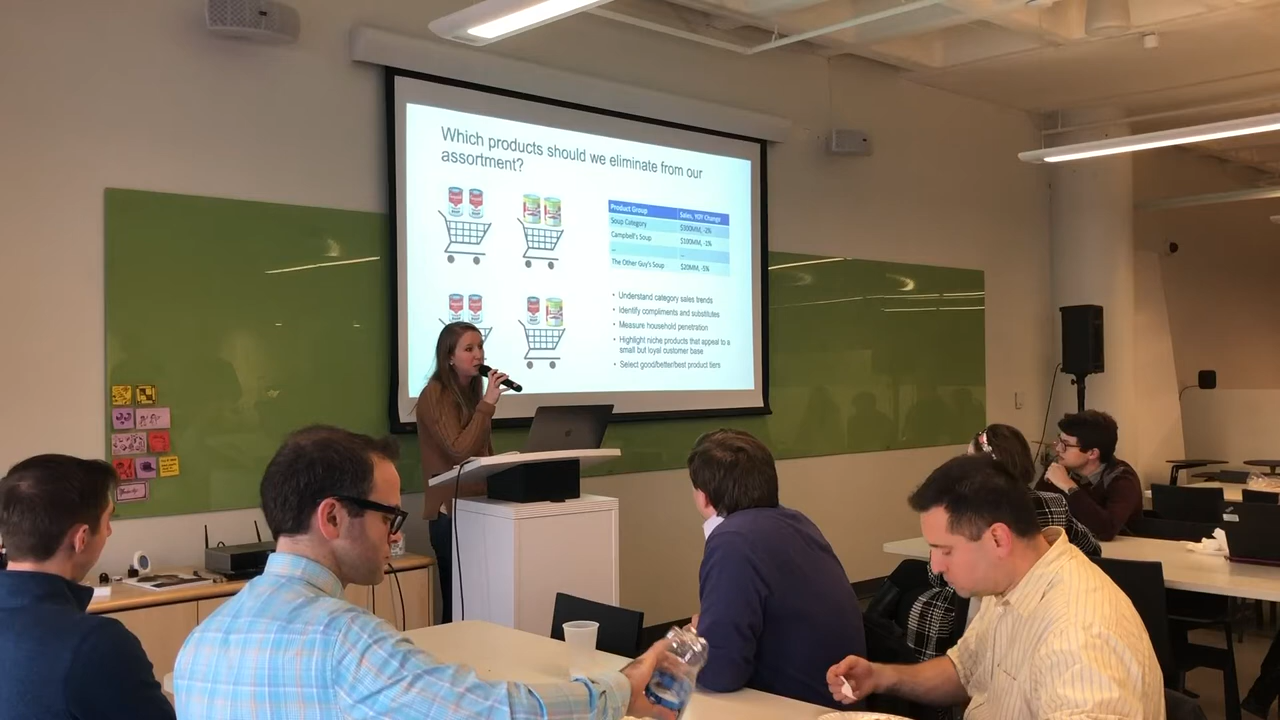 Which products should we eliminate from our
assortment?
Product Group Sales, YOY Change
Soup Category $300MM, -2%
Campbell's Soup $100MM, -1%
...
...
The Other Guy's Soup $20MM, -5%
• Understand category sales trends
• Identify compliments and substitutes
• Measure household penetration
• Highlight niche products that appeal to a
small but loyal customer base
• Select good/better/best product tiers